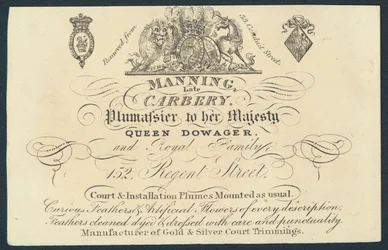 Removed from 38 Conduit Street.
MANNING,
Late
CARBERY.
Plumassier to her Majesty
QUEEN DOWAGER,
and Royal Family,
152, Regent Street.
Court & Installation Plumes Mounted as usual.
Curious Feathers & Artificial Flowers of every description.
Feathers cleaned dyed & dressed with care and punctuality.
Manufacturer of Gold & Silver Court Trimmings.